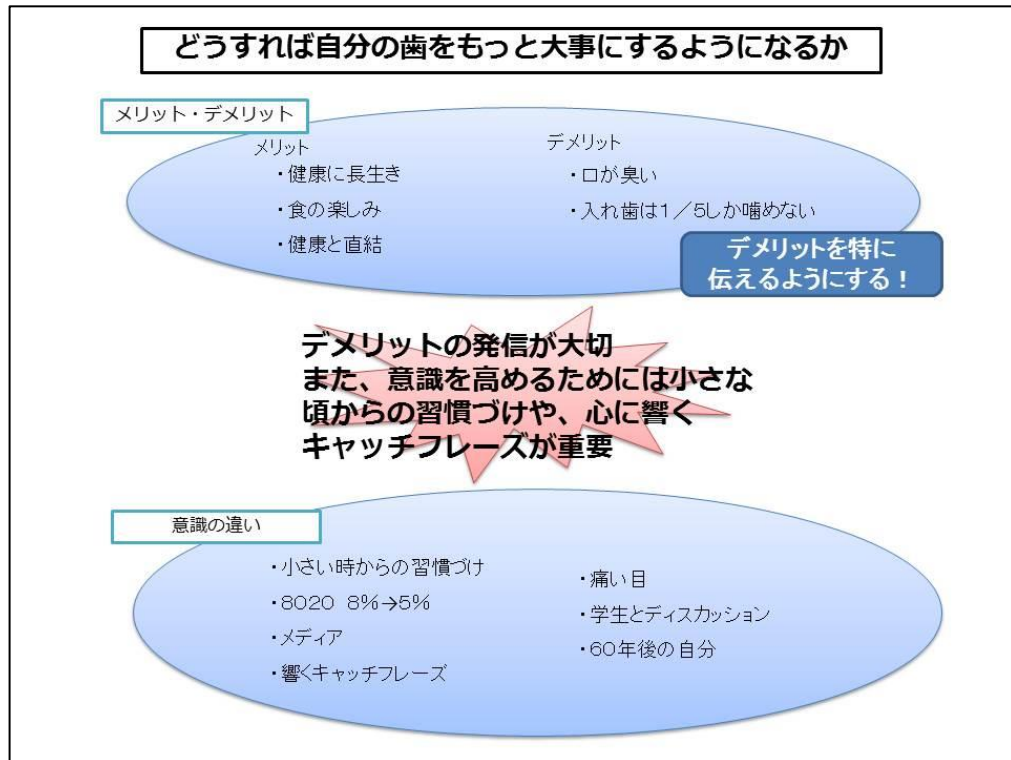 どうすれば自分の歯をもっと大事にするようになるか
メリット・デメリット
メリット
・健康に長生き
・食の楽しみ
・健康と直結
デメリット
・口が臭い
・入れ歯は1／5しか噛めない
デメリットを特に
伝えるようにする！
デメリットの発信が大切
また、意識を高めるためには小さな
頃からの習慣づけや、心に響く
キャッチフレーズが重要
意識の違い
・小さい時からの習慣づけ
・8020 8％→5％
・メディア
・響くキャッチフレーズ
・痛い目
・学生とディスカッション
・60年後の自分